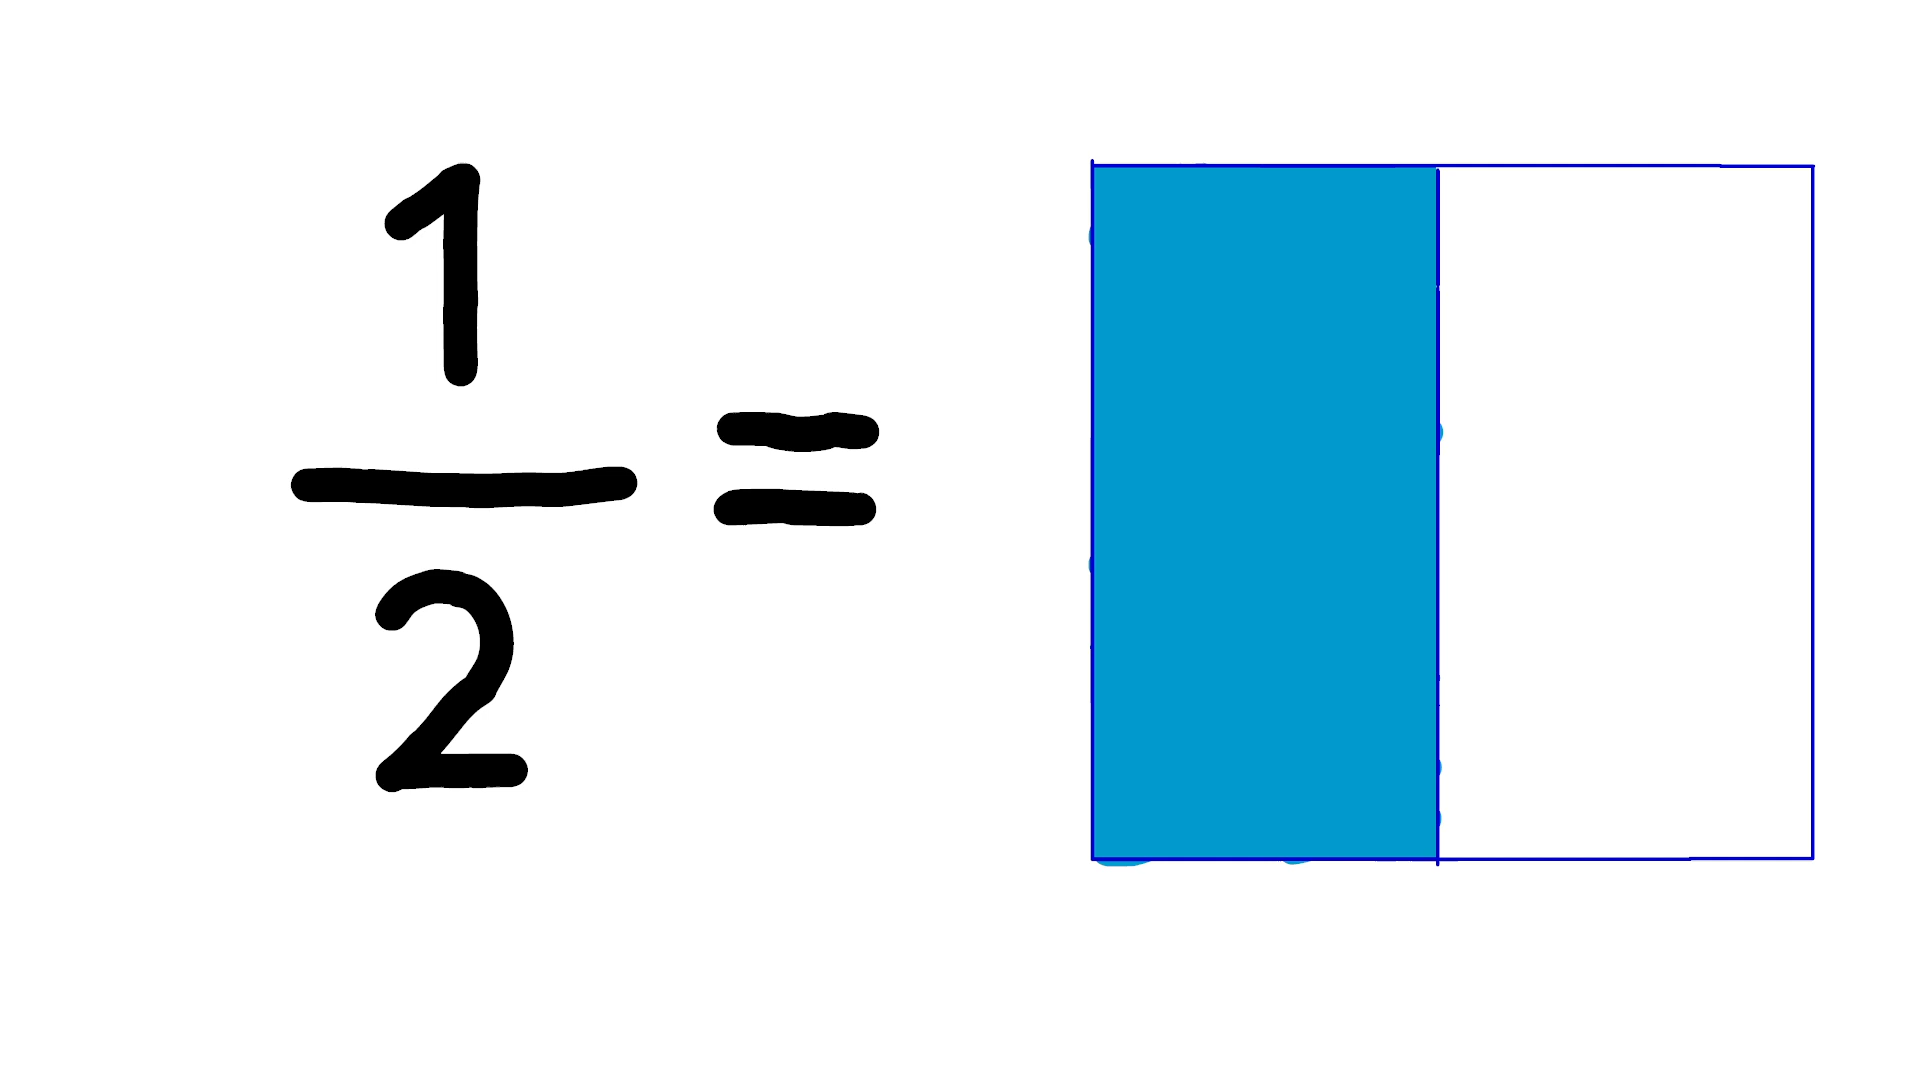 1
—
2
=